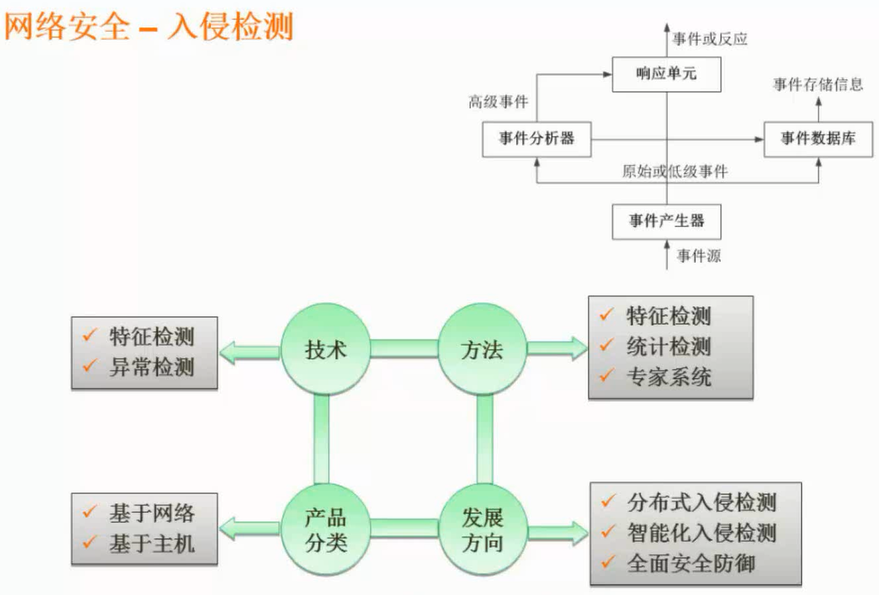 网络安全 – 入侵检测
事件或反应
响应单元
高级事件
事件存储信息
事件分析器
事件数据库
原始或低级事件
事件产生器
事件源
特征检测
异常检测
技术
方法
特征检测
统计检测
专家系统
基于网络
基于主机
产品
分类
发展
方向
分布式入侵检测
智能化入侵检测
全面安全防御